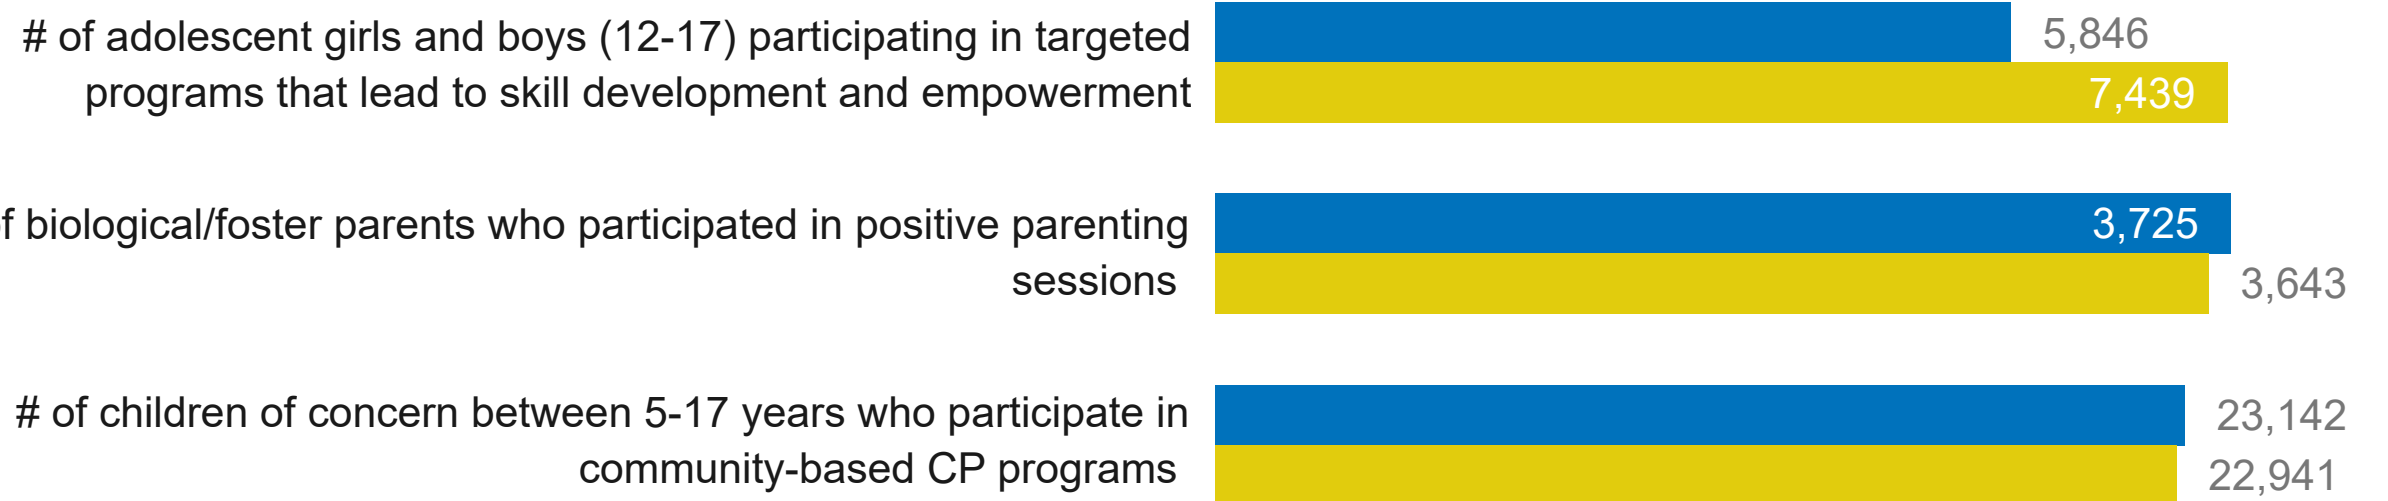 # of adolescent girls and boys (12-17) participating in targeted
programs that lead to skill development and empowerment
5,846
7,439
biological/foster parents who participated in positive parenting
sessions
3,725
3,643
# of children of concern between 5-17 years who participate in
community-based CP programs
23,142
22,941